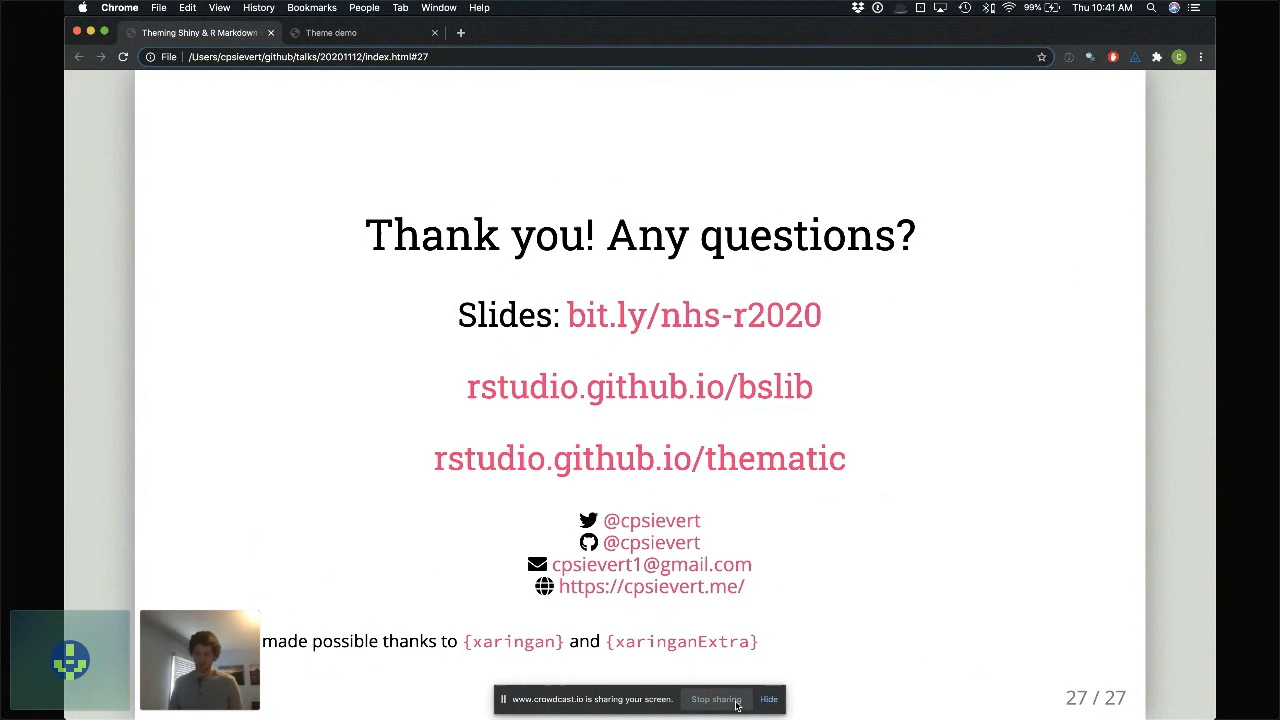 Chrome File Edit View History Bookmarks People Tab Window Help 99% Thu 10:41 AM
Theming Shiny & R Markdown Theme demo
File /Users/cpsievert/github/talks/20201112/index.html#27
C
Thank you! Any questions?
Slides: bit.ly/nhs-r2020
rstudio.github.io/bslib
rstudio.github.io/thematic
@cpsievert
@cpsievert
cpsievert1@gmail.com
https://cpsievert.me/
made possible thanks to {xaringan} and {xaringanExtra}
www.crowdcast.io is sharing your screen. Stop sharing Hide
27 / 27